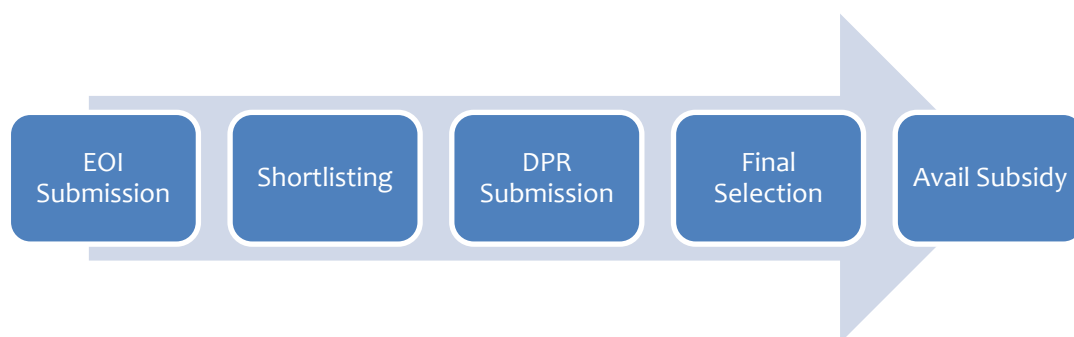 EOI
Submission
Shortlisting
DPR
Submission
Final
Selection
Avail Subsidy